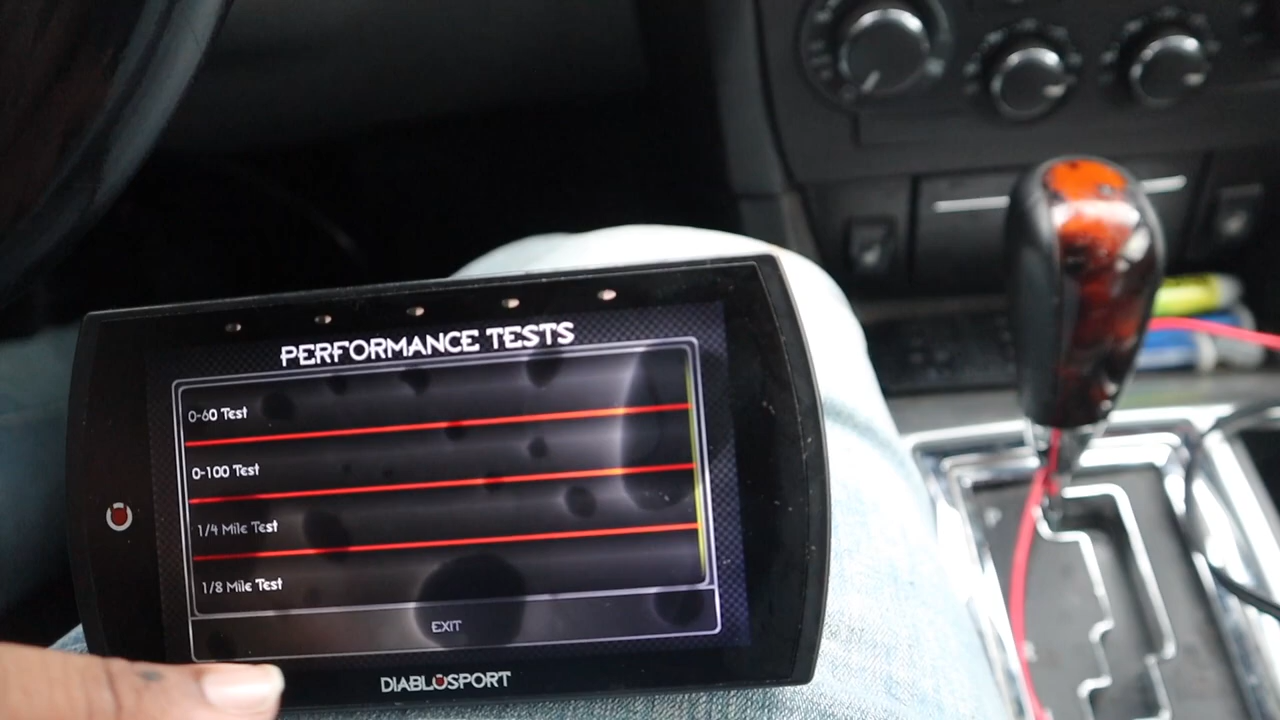 PERFORMANCE TESTS
0-60 Test
0-100 Test
1/4 Mile Test
1/8 Mile Test
EXIT
DIABLOSPORT